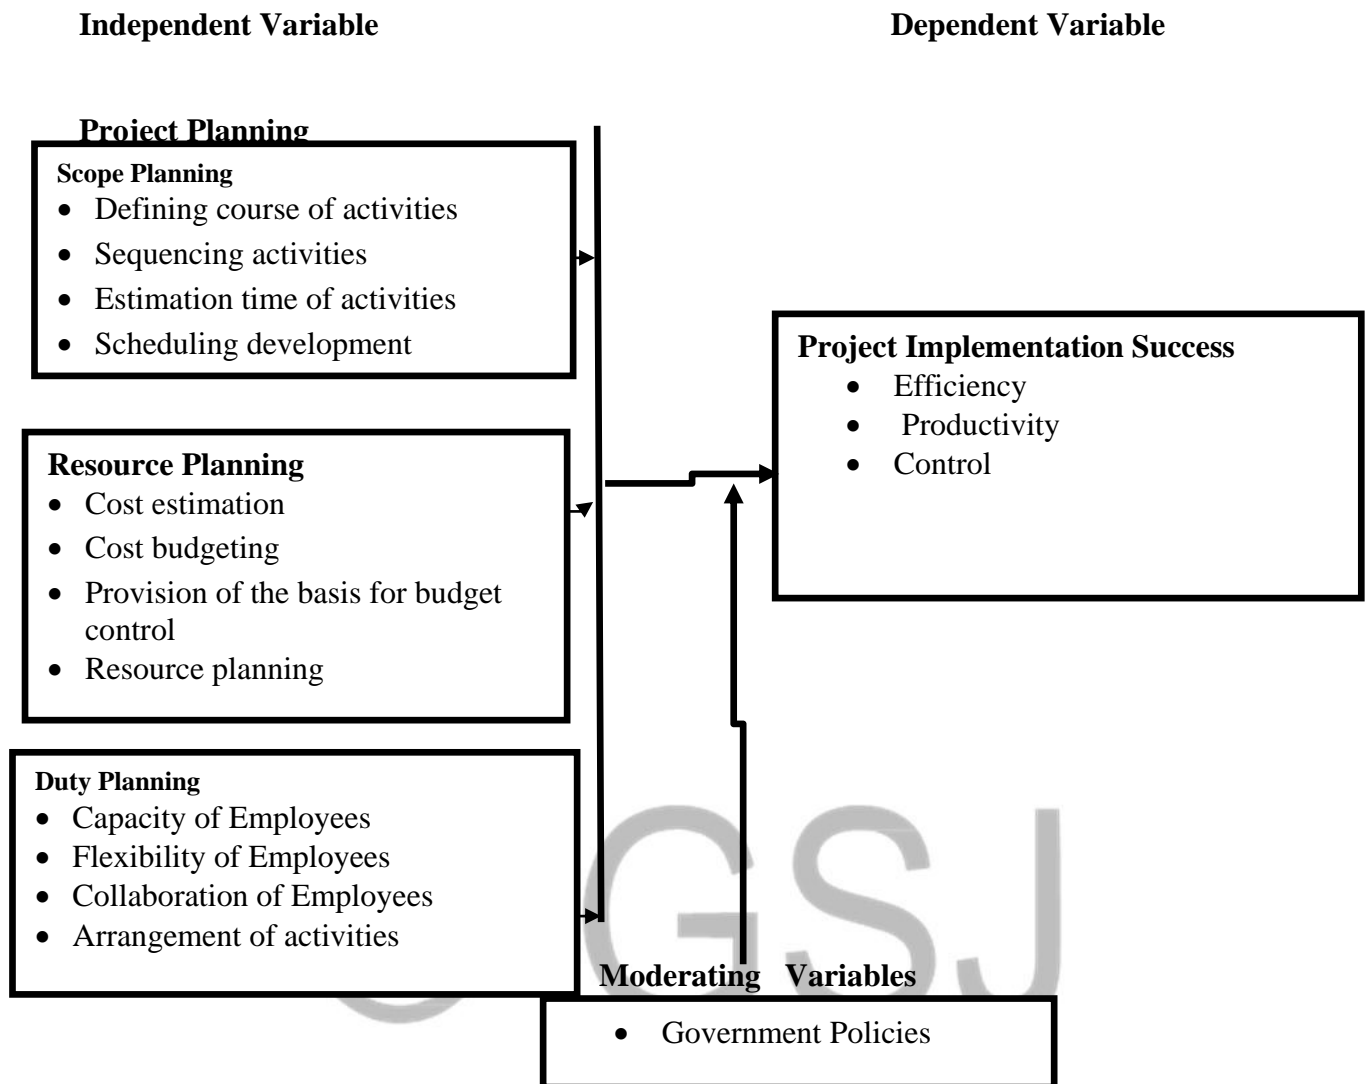 Independent Variable
Dependent Variable
Project Planning
Scope Planning
• Defining course of activities
• Sequencing activities
• Estimation time of activities
• Scheduling development
Project Implementation Success
• Efficiency
• Productivity
• Control
Resource Planning
• Cost estimation
• Cost budgeting
• Provision of the basis for budget
control
• Resource planning
Duty Planning
• Capacity of Employees
• Flexibility of Employees
• Collaboration of Employees
• Arrangement of activities
GSJ
Moderating Variables
• Government Policies